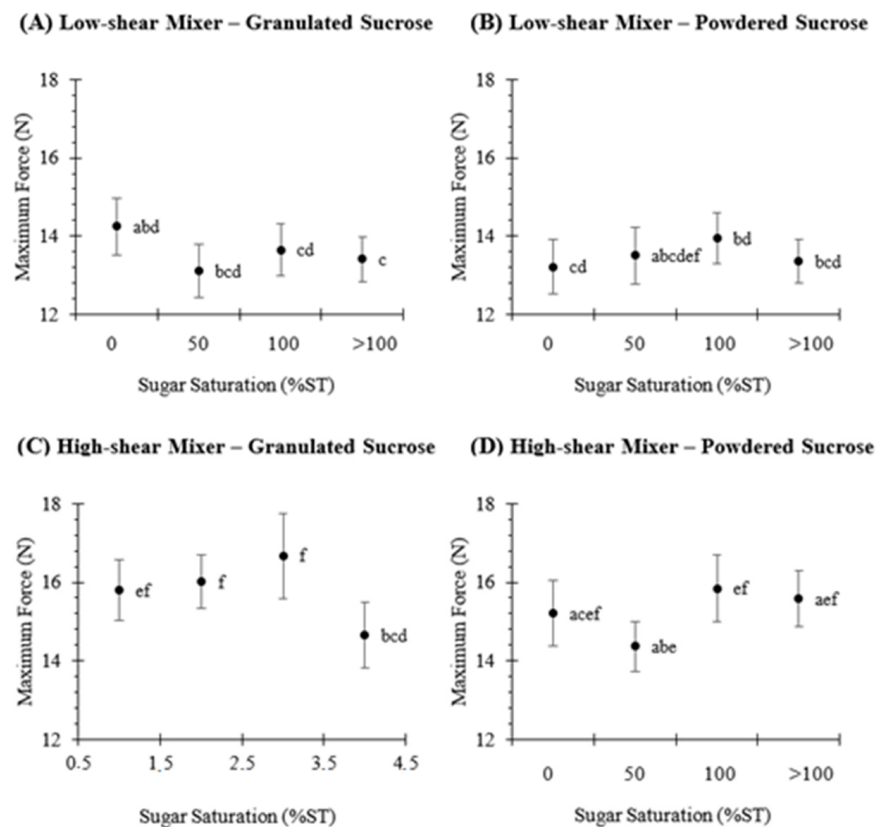 (A) Low-shear Mixer – Granulated Sucrose
18
16
14
12
Maximum Force (N)
abd
bcd
cd
c
0 50 100 >100
Sugar Saturation (%ST)
(B) Low-shear Mixer – Powdered Sucrose
18
16
14
12
Maximum Force (N)
cd
abcdef
bd
bcd
0 50 100 >100
Sugar Saturation (%ST)
(C) High-shear Mixer – Granulated Sucrose
18
16
14
12
Maximum Force (N)
ef
f
f
bcd
0.5 1.5 2.5 3.5 4.5
Sugar Saturation (%ST)
(D) High-shear Mixer – Powdered Sucrose
18
16
14
12
Maximum Force (N)
acef
abe
ef
aef
0 50 100 >100
Sugar Saturation (%ST)